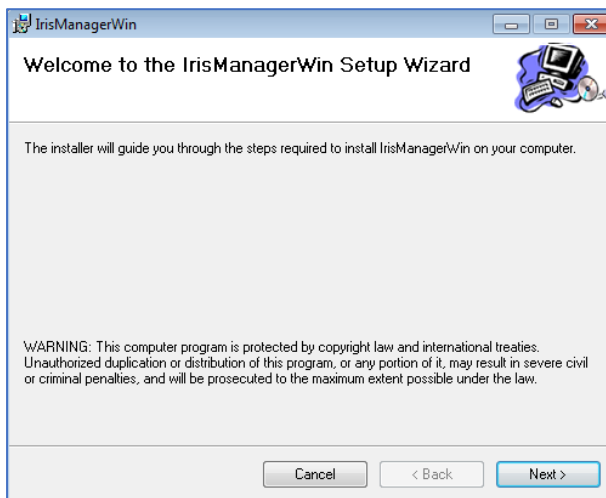 IrisManagerWin
Welcome to the IrisManagerWin Setup Wizard
The installer will guide you through the steps required to install IrisManagerWin on your computer.
WARNING: This computer program is protected by copyright law and international treaties.
Unauthorized duplication or distribution of this program, or any portion of it, may result in severe civil
or criminal penalties, and will be prosecuted to the maximum extent possible under the law.
Cancel
< Back
Next >